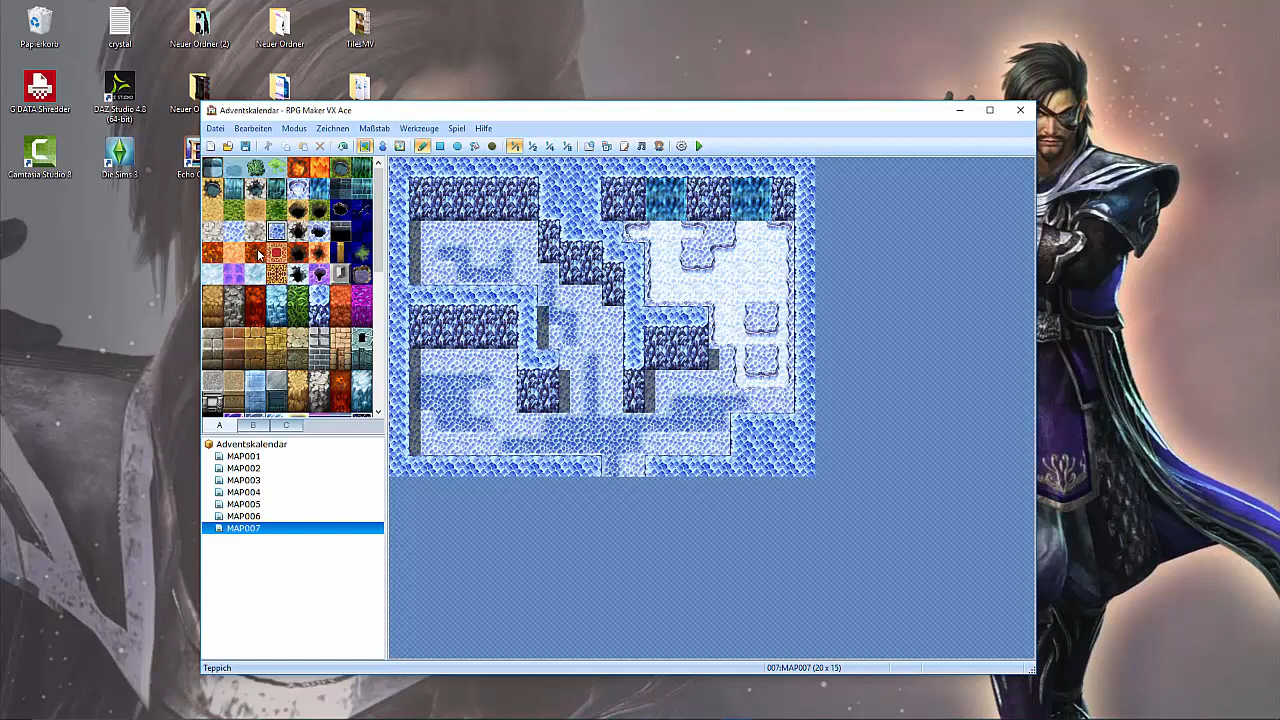 Papierkorb
crystal
Neuer Ordner (2)
Neuer Ordner
TilesMV
G DATA Shredder
DAZ Studio 4.8
(64-bit)
Neuer O
Camtasia Studio 8
Die Sims 3
Echo
Adventskalendar - RPG Maker VX Ace
Datei Bearbeiten Modus Zeichnen Maßstab Werkzeuge Spiel Hilfe
A B C
Adventskalendar
MAP001
MAP002
MAP003
MAP004
MAP005
MAP006
MAP007
Teppich
007:MAP007 (20 x 15)